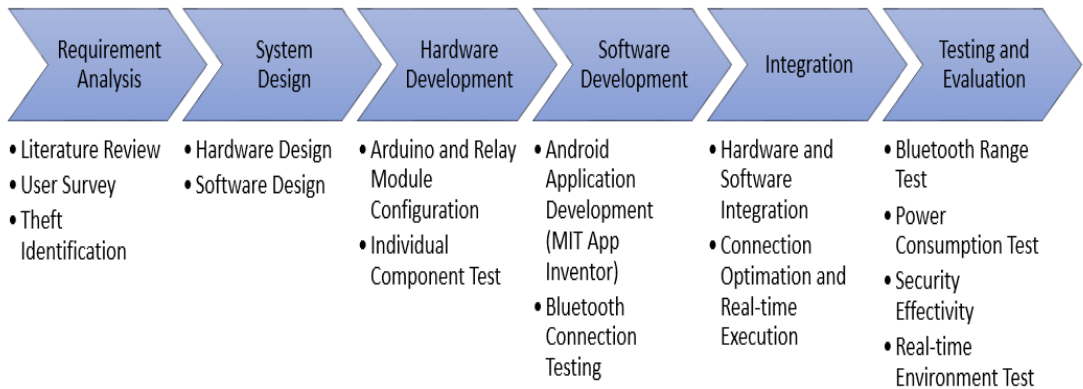 Requirement
Analysis
System
Design
Hardware
Development
Software
Development
Integration
Testing and
Evaluation
• Literature Review
• User Survey
• Theft
Identification
• Hardware Design
• Software Design
• Arduino and Relay
Module
Configuration
• Individual
Component Test
• Android
Application
Development
(MIT App
Inventor)
• Bluetooth
Connection
Testing
• Hardware and
Software
Integration
• Connection
Optimation and
Real-time
Execution
• Bluetooth Range
Test
• Power
Consumption Test
• Security
Effectivity
• Real-time
Environment Test